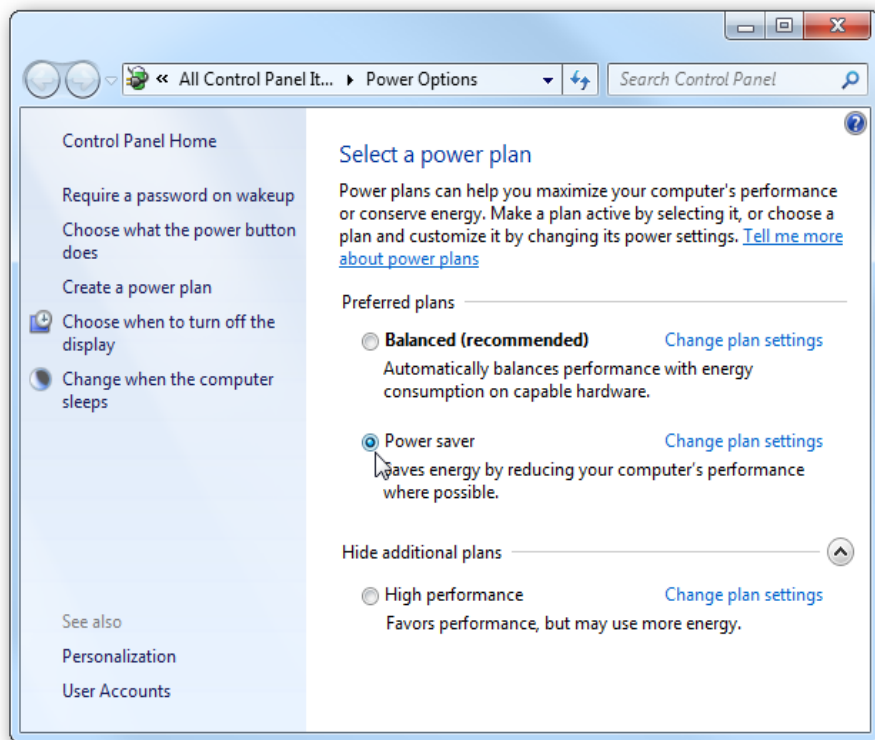 « All Control Panel It... Power Options
Search Control Panel
Control Panel Home
Require a password on wakeup
Choose what the power button
does
Create a power plan
Choose when to turn off the
display
Change when the computer
sleeps
See also
Personalization
User Accounts
Select a power plan
Power plans can help you maximize your computer's performance
or conserve energy. Make a plan active by selecting it, or choose a
plan and customize it by changing its power settings. Tell me more
about power plans
Preferred plans
Balanced (recommended) Change plan settings
Automatically balances performance with energy
consumption on capable hardware.
Power saver Change plan settings
Saves energy by reducing your computer's performance
where possible.
Hide additional plans
High performance Change plan settings
Favors performance, but may use more energy.